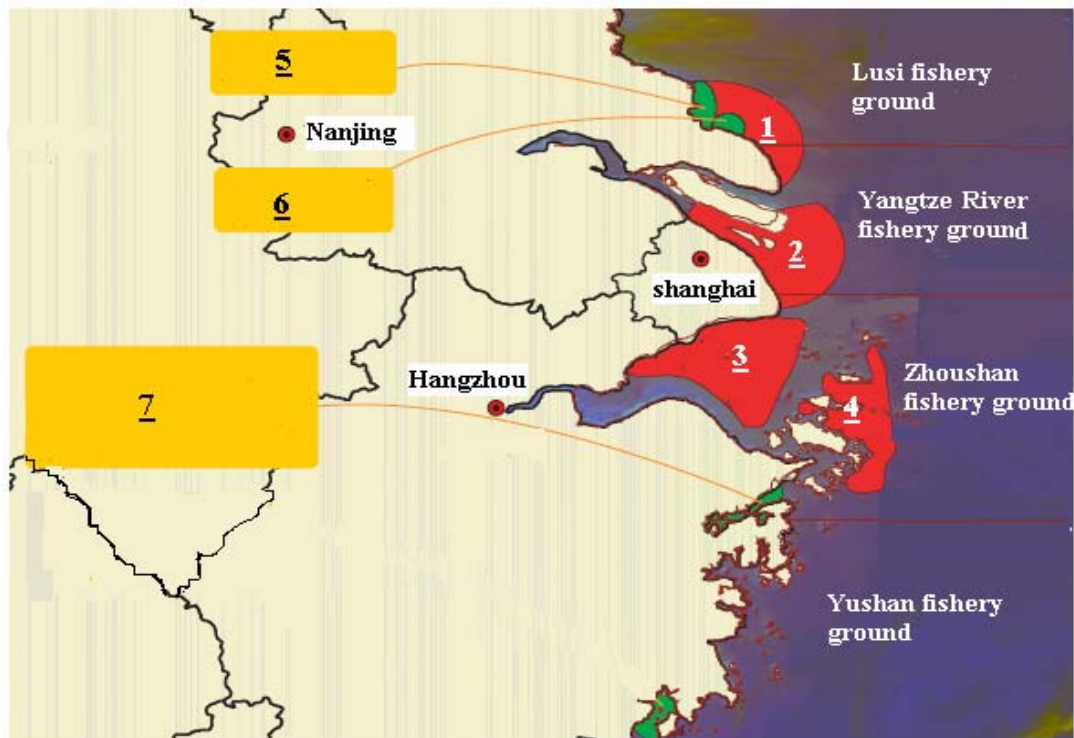 5
Lusi fishery
ground
1
Nanjing
6
Yangtze River
fishery ground
2
shanghai
3
Hangzhou
Zhoushan
fishery ground
7
4
Yushan fishery
ground